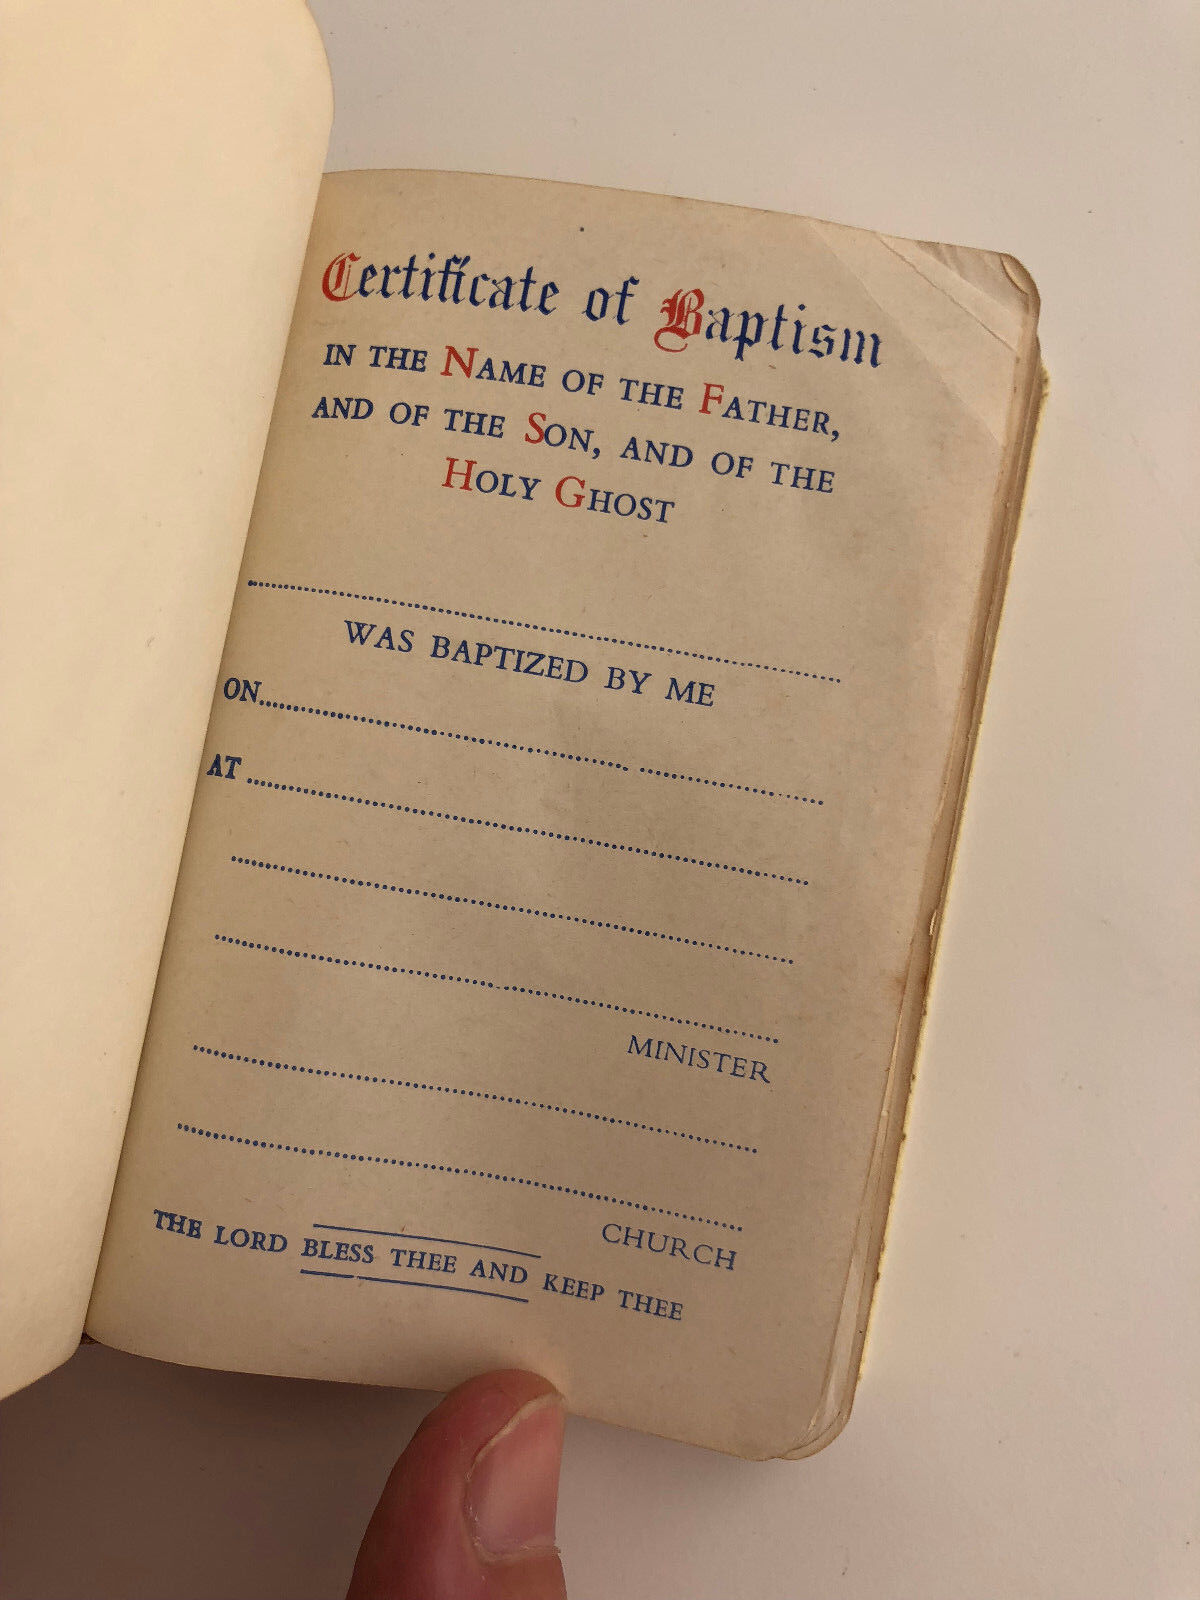 Certificate of Baptism
IN THE NAME OF THE FATHER,
AND OF THE SON, AND OF THE
HOLY GHOST
WAS BAPTIZED BY ME
ON
AT
MINISTER
CHURCH
THE LORD BLESS THEE AND KEEP THEE